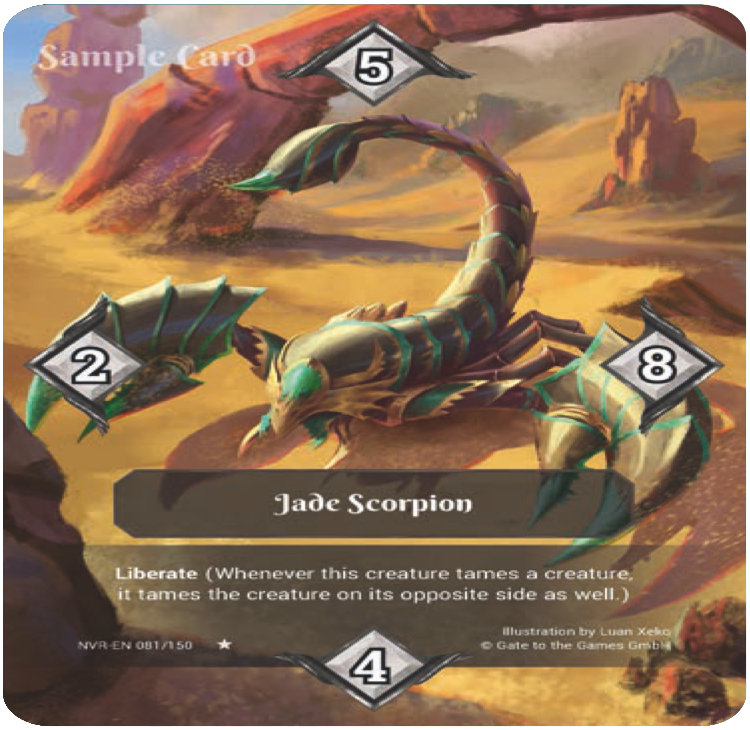 Sample Card
5
2
8
Jade Scorpion
Liberate (Whenever this creature tames a creature,
it tames the creature on its opposite side as well.)
Illustration by Luan Xeko
NVR-EN 081/150 ★ © Gate to the Games GmbH
4